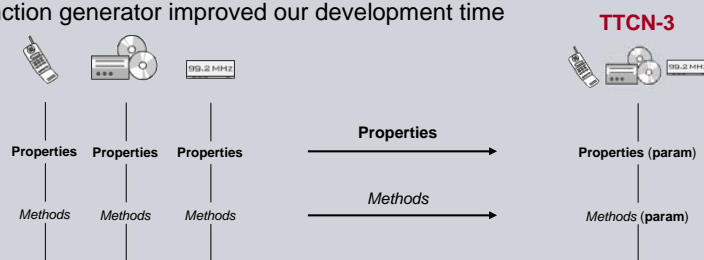 nction generator improved our development time
TTCN-3
99.2 MHz
99.2 MHz
Properties
Properties Properties Properties
Properties (param)
Methods
Methods Methods Methods
Methods (param)